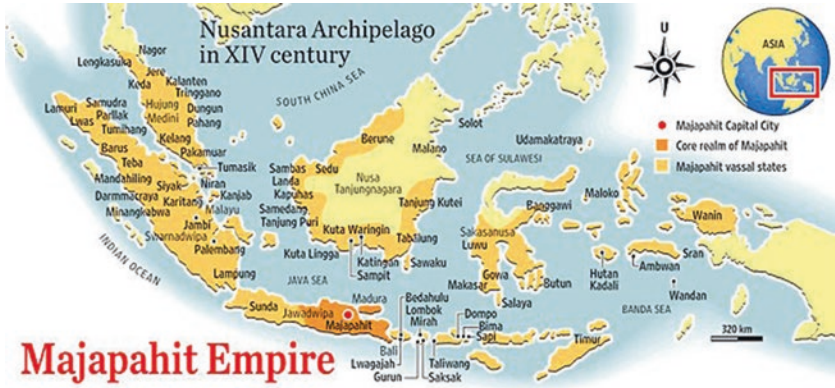 Nusantara Archipelago
in XIV century
U
ASIA
Majapahit Capital City
Core realm of Majapahit
Majapahit vassal states
SOUTH CHINA SEA
SEA OF SULAWESI
INDIAN OCEAN
JAVA SEA
BANDA SEA
Nagor
Lengkasuka
Jere
Keda
Kalanten
Tringgano
Hujung
Medini
Dungun
Pahang
Kelang
Pakamuar
Tumasik
Lamuri
Samudra
Lwas
Parllak
Tumihang
Barus
Teba
Mandahiling
Darmmacraya
Minangkabwa
Siyak
Karitang
Niran
Kanjab
Malayu
Jambi
Swarnadwipa
Palembang
Lampung
Berune
Solot
Malano
Sambas
Sedu
Landa
Kapuhas
Samedang
Tanjung Puri
Nusa
Tanjungnagara
Tanjung Kutei
Kuta Waringin
Tabalung
Kuta Lingga
Katingan
Sampit
Sawaku
Udamakatraya
Banggawi
Maloko
Sakasanusa
Luwu
Gowa
Makasar
Butun
Salaya
Wanin
Sran
Hutan
Kadali
Ambwan
Wandan
Sunda
Jawadwipa
Madura
Majapahit
Bedahulu
Lombok
Mirah
Bali
Lwagajah
Gurun
Taliwang
Saksak
Dompo
Bima
Sapi
Timur
320 km
Majapahit Empire